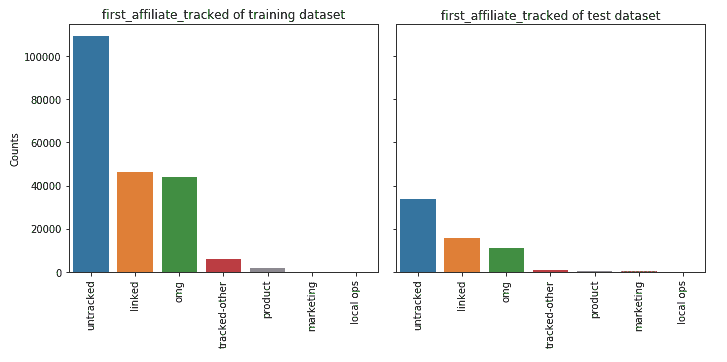 first_affiliate_tracked of training dataset
first_affiliate_tracked of test dataset
Counts
100000
80000
60000
40000
20000
0
untracked
linked
omg
tracked-other
product
marketing
local ops
untracked
linked
omg
tracked-other
product
marketing
local ops